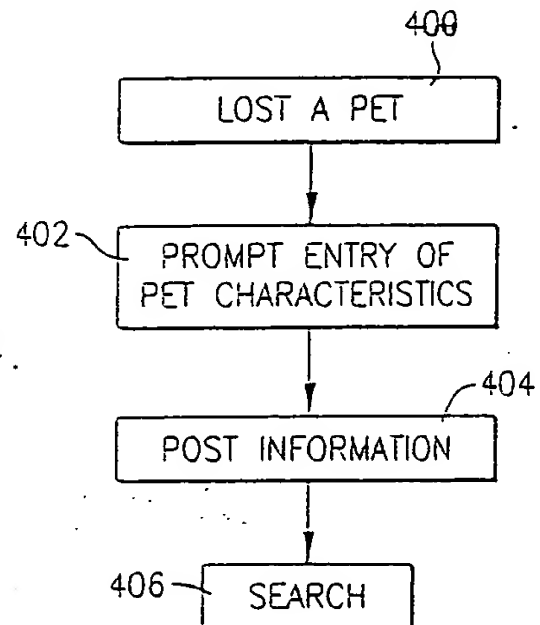 400
LOST A PET
402
PROMPT ENTRY OF
PET CHARACTERISTICS
404
POST INFORMATION
406
SEARCH